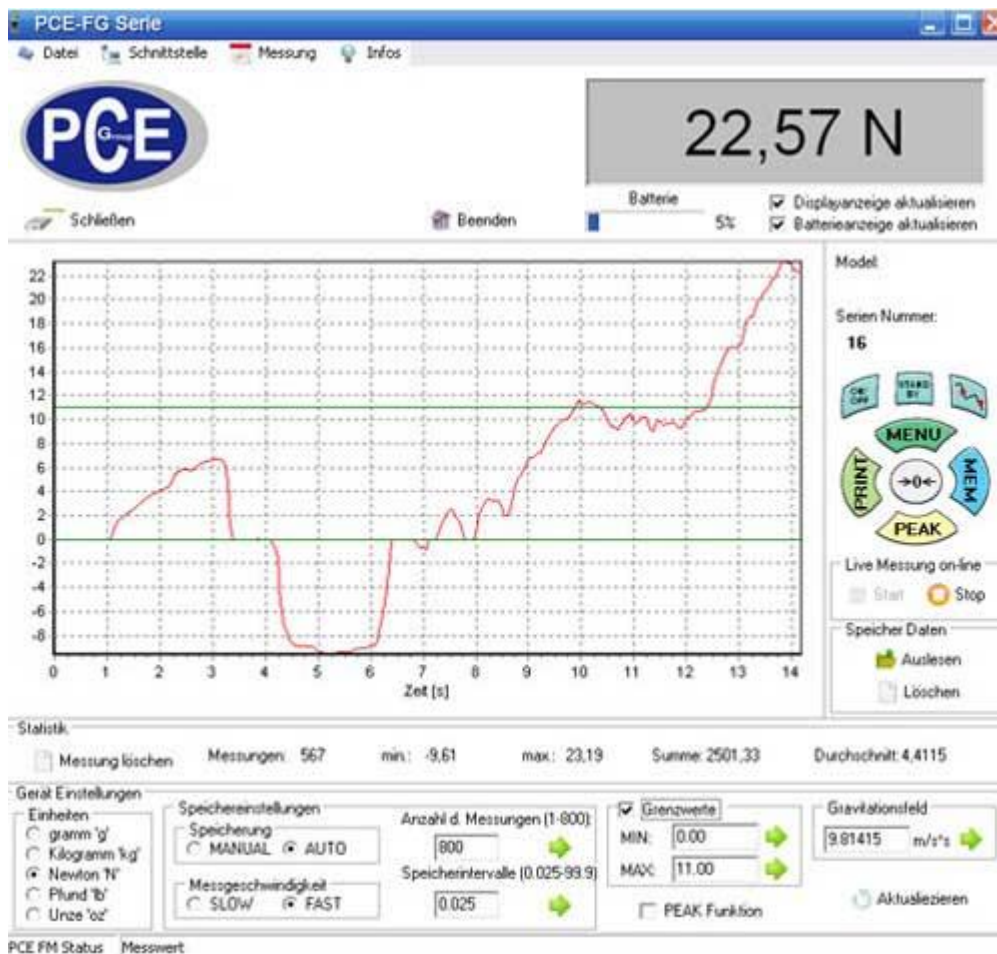 PCE-FG Serie
Datei Schnittstelle Messung Infos
PCE
Group
22,57 N
Schließen Beenden
Batterie
5%
Displayanzeige aktualisieren
Batterieanzeige aktualisieren
22
20
18
16
14
12
10
8
6
4
2
0
-2
-4
-6
-8
0 1 2 3 4 5 6 7 8 9 10 11 12 13 14
Zeit [s]
Model:
Serien Nummer:
16
ON/
OFF
STAND
BY
MENU
PRINT
→0←
MEM
PEAK
Live Messung on-line
Start Stop
Speicher Daten
Auslesen
Löschen
Statistik
Messung löschen Messungen: 567 min.: -9,61 max.: 23,19 Summe: 2501,33 Durchschnitt: 4,4115
Gerät Einstellungen
Einheiten
gramm 'g'
Kilogramm 'kg'
Newton 'N'
Pfund 'lb'
Unze 'oz'
Speichereinstellungen
Speicherung
MANUAL AUTO
Messgeschwindigkeit
SLOW FAST
Anzahl d. Messungen (1-800):
800
Speicherintervalle (0.025-99.9)
0.025
Grenzwerte
MIN: 0.00
MAX: 11.00
PEAK Funktion
Gravitationsfeld
9.81415 m/s*s
Aktualiezieren
PCE FM Status Messwert